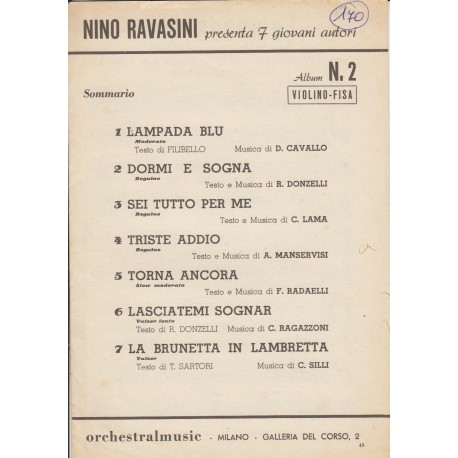 170
NINO RAVASINI presenta 7 giovani autori
Album N. 2
Sommario
VIOLINO-FISA
1 LAMPADA BLU
Moderato
Testo di FILIBELLO Musica di D. CAVALLO
2 DORMI E SOGNA
Beguine
Testo e Musica di R. DONZELLI
3 SEI TUTTO PER ME
Beguine
Testo e Musica di C. LAMA
4 TRISTE ADDIO
Beguine
Testo e Musica di A. MANSERVISI
5 TORNA ANCORA
Slow moderato
Testo e Musica di F. RADAELLI
6 LASCIATEMI SOGNAR
Valzer lento
Testo di R. DONZELLI Musica di C. RAGAZZONI
7 LA BRUNETTA IN LAMBRETTA
Valzer
Testo di T. SARTORI Musica di C. SILLI
orchestralmusic - MILANO - GALLERIA DEL CORSO, 2